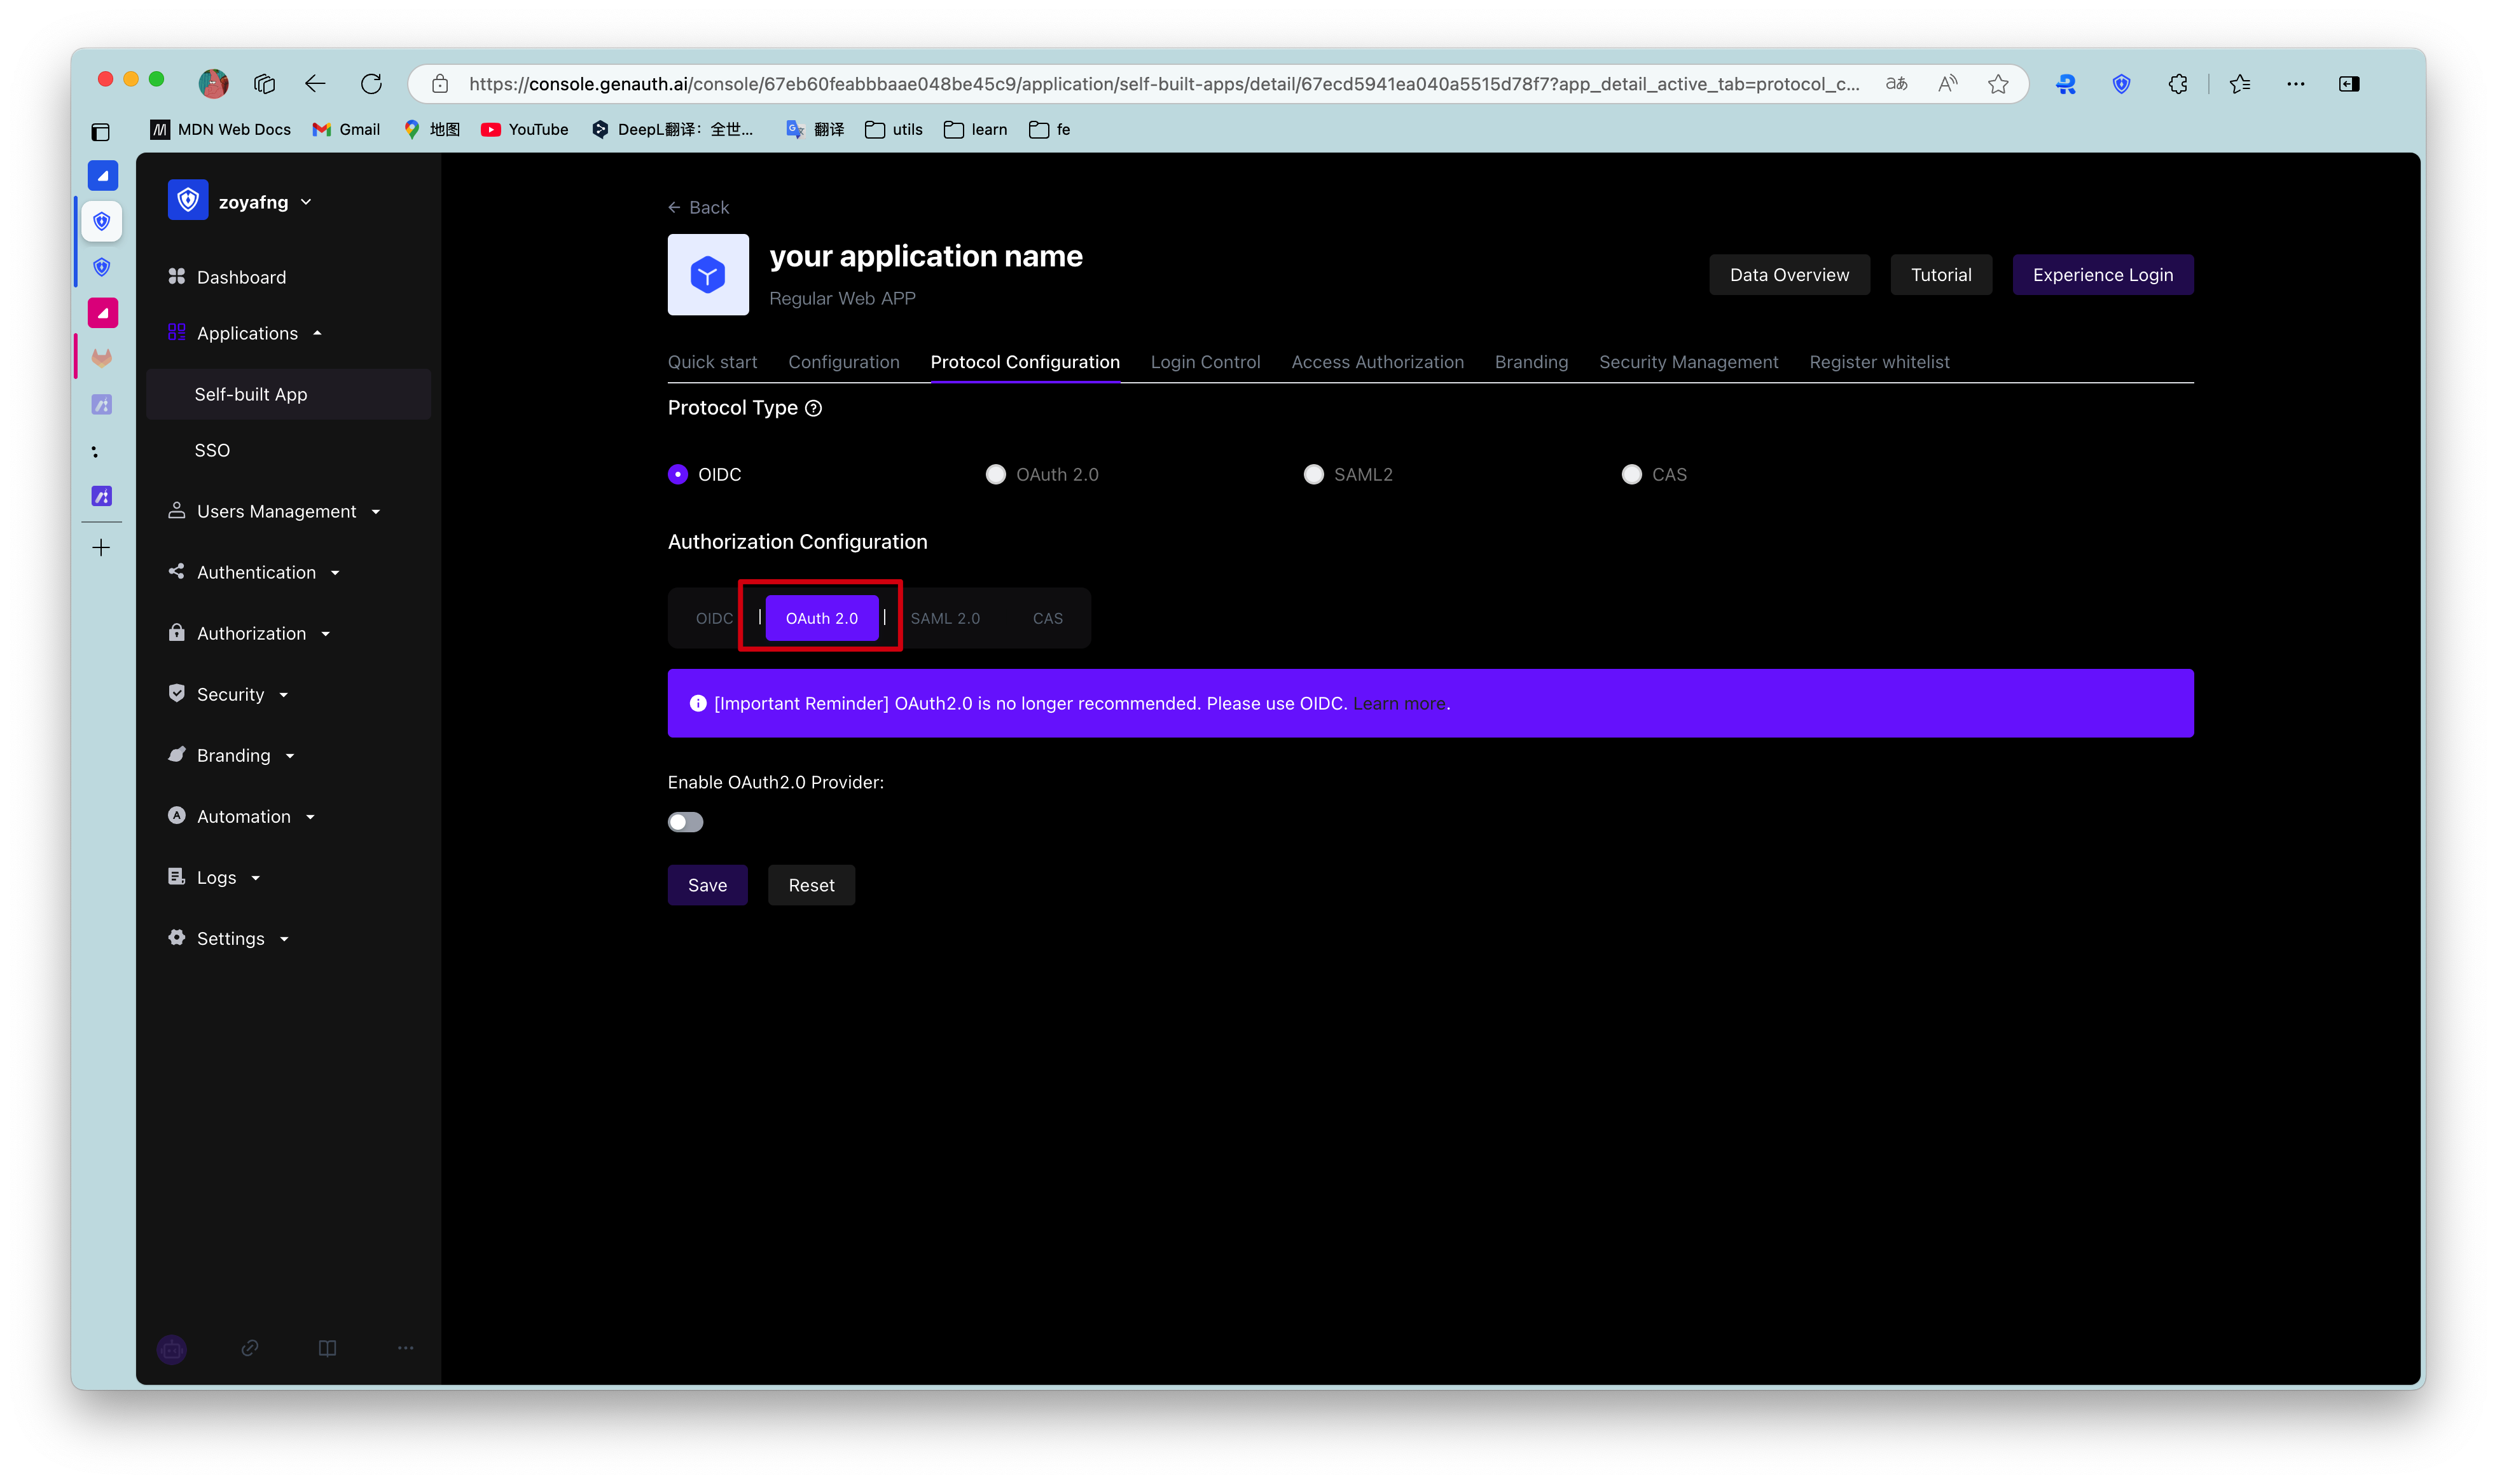 https://console.genauth.ai/console/67eb60feabbbaae048be45c9/application/self-built-apps/detail/67ecd5941ea040a5515d78f7?app_detail_active_tab=protocol_c...
MDN Web Docs Gmail 地图 YouTube DeepL翻译：全世... 翻译 utils learn fe
zoyafng
Dashboard
Applications
Self-built App
SSO
Users Management
Authentication
Authorization
Security
Branding
Automation
Logs
Settings
Back
your application name
Regular Web APP
Data Overview Tutorial Experience Login
Quick start Configuration Protocol Configuration Login Control Access Authorization Branding Security Management Register whitelist
Protocol Type
OIDC OAuth 2.0 SAML2 CAS
Authorization Configuration
OIDC OAuth 2.0 SAML 2.0 CAS
[Important Reminder] OAuth2.0 is no longer recommended. Please use OIDC. Learn more.
Enable OAuth2.0 Provider:
Save Reset